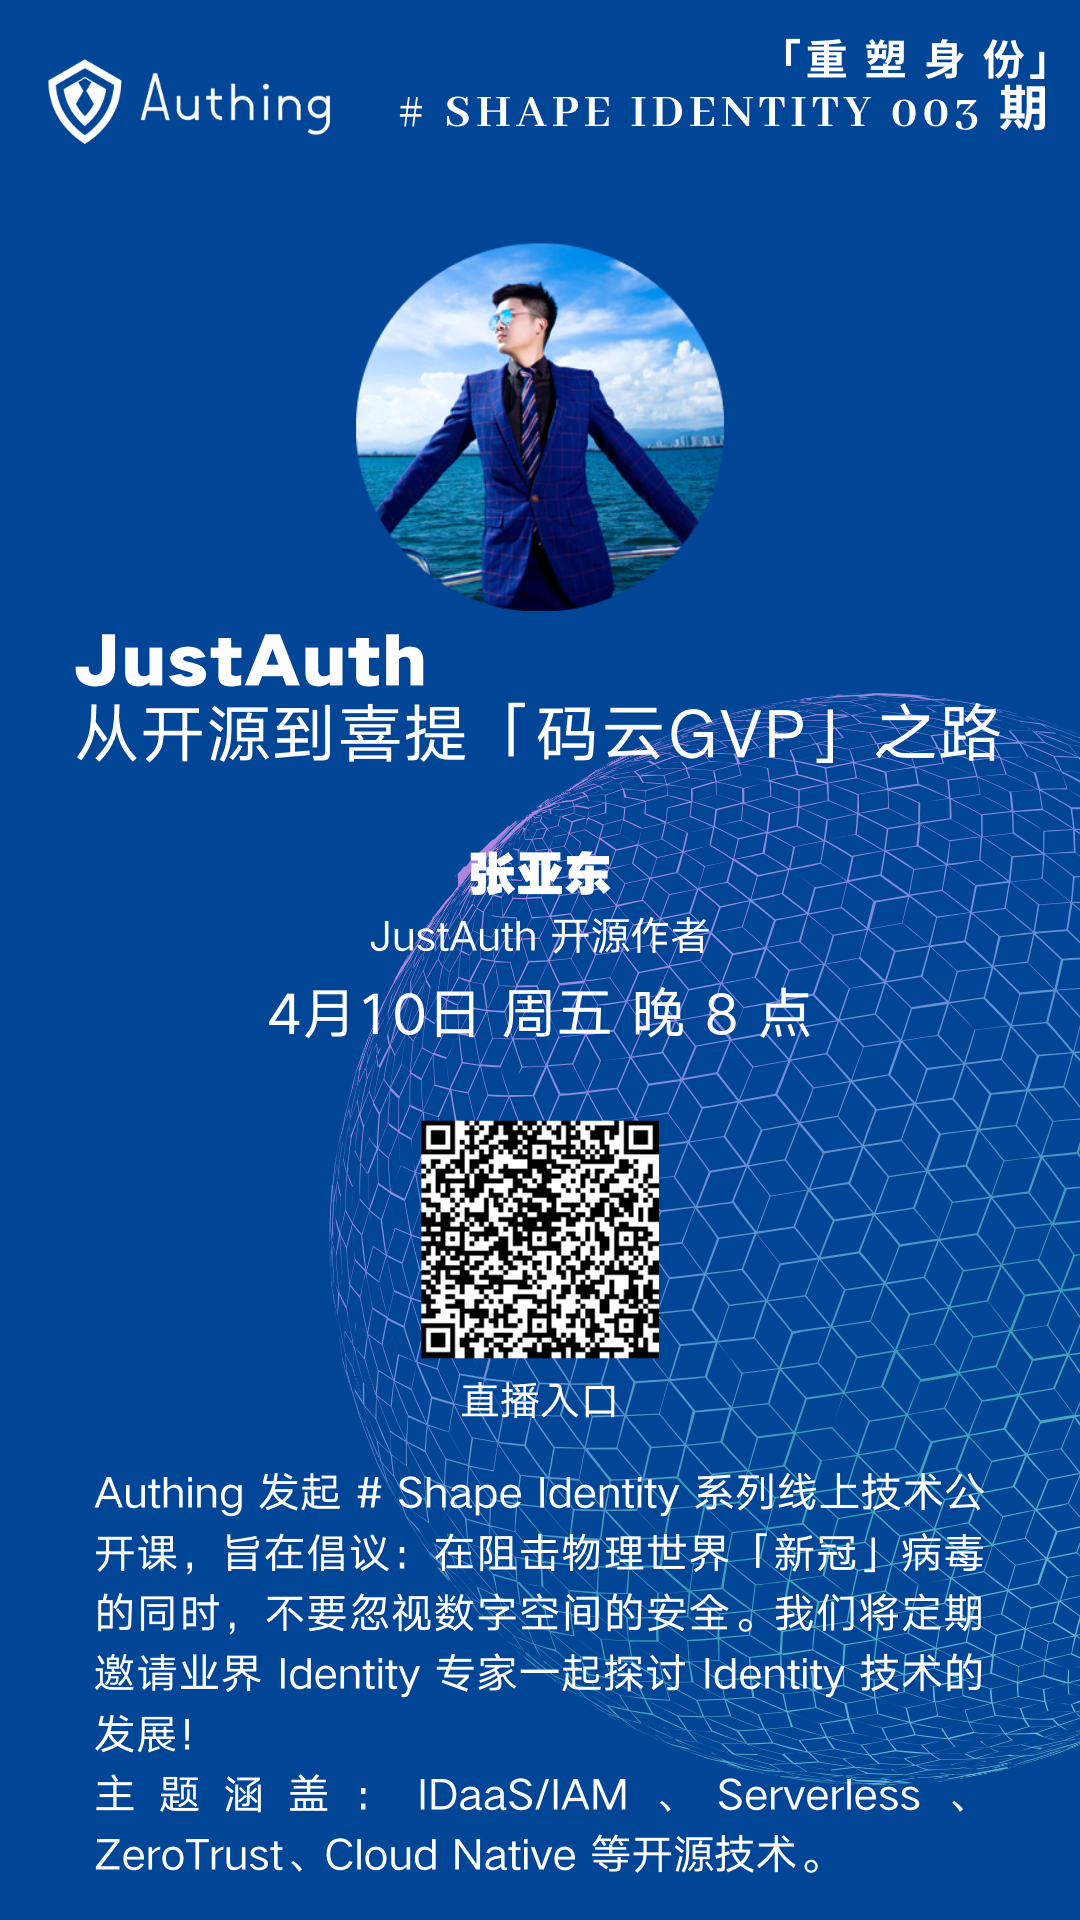 Authing
「重塑身份」
# SHAPE IDENTITY 003 期
JustAuth
从开源到喜提「码云GVP」之路
张亚东
JustAuth 开源作者
4月10日 周五 晚 8 点
直播入口
Authing 发起 # Shape Identity 系列线上技术公
开课，旨在倡议：在阻击物理世界「新冠」病毒
的同时，不要忽视数字空间的安全。我们将定期
邀请业界 Identity 专家一起探讨 Identity 技术的
发展！
主题涵盖：IDaaS/IAM、Serverless、
ZeroTrust、Cloud Native 等开源技术。